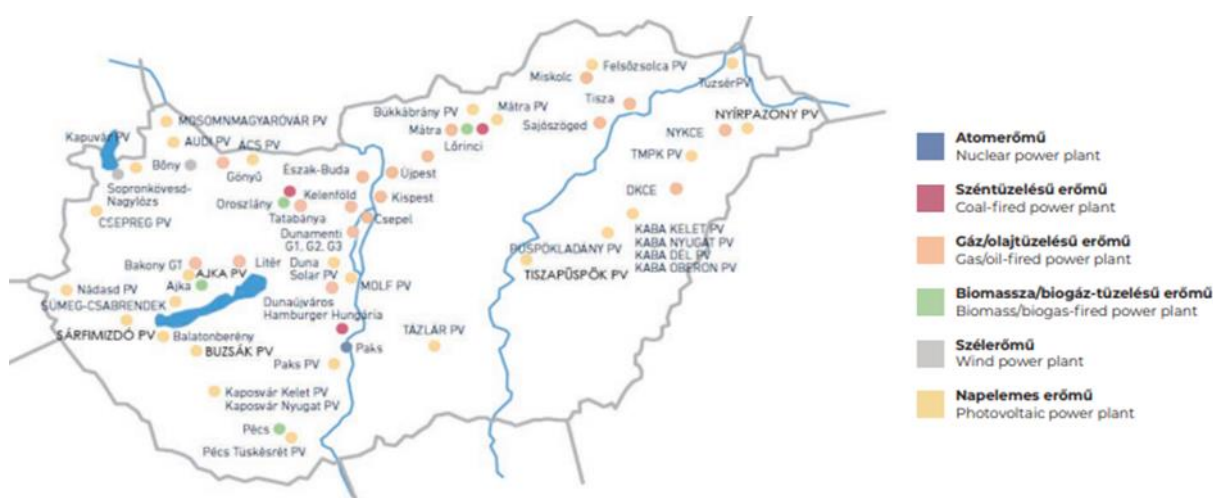 Felsőzsolca PV
Miskolc
TuzsérPV
Tisza
Bükkábrány PV
Mátra PV
MOSOMNMAGYARÓVÁR PV
NYÍRPAZONY PV
Sajószöged
Mátra
NYKCE
Kapuvár PV
AUDI PV
ÁCS PV
Lőrinci
TMPK PV
Bőny
Gönyű
Észak-Buda
Újpest
Sopronkövesd-
Nagylózs
Kelenföld
Kispest
DKCE
Oroszlány
Tatabánya
Csepel
CSEPREG PV
Dunamenti
G1, G2, G3
KABA KELET PV
KABA NYUGAT PV
KABA DÉL PV
KABA OBERON PV
PÜSPÖKLADÁNY PV
Bakony GT
Litér
AJKA PV
Duna
Solar PV
TISZAPÜSPÖK PV
Ajka
MOLF PV
Nádasd PV
SÜMEG-CSABRENDEK
Dunaújváros
Hamburger Hungária
SÁRFIMIZDÓ PV
Balatonberény
TÁZLÁR PV
BUZSÁK PV
Paks
Paks PV
Kaposvár Kelet PV
Kaposvár Nyugat PV
Pécs
Pécs Tüskésrét PV
Atomerőmű
Nuclear power plant
Széntüzelésű erőmű
Coal-fired power plant
Gáz/olajtüzelésű erőmű
Gas/oil-fired power plant
Biomassza/biogáz-tüzelésű erőmű
Biomass/biogas-fired power plant
Szélerőmű
Wind power plant
Napelemes erőmű
Photovoltaic power plant